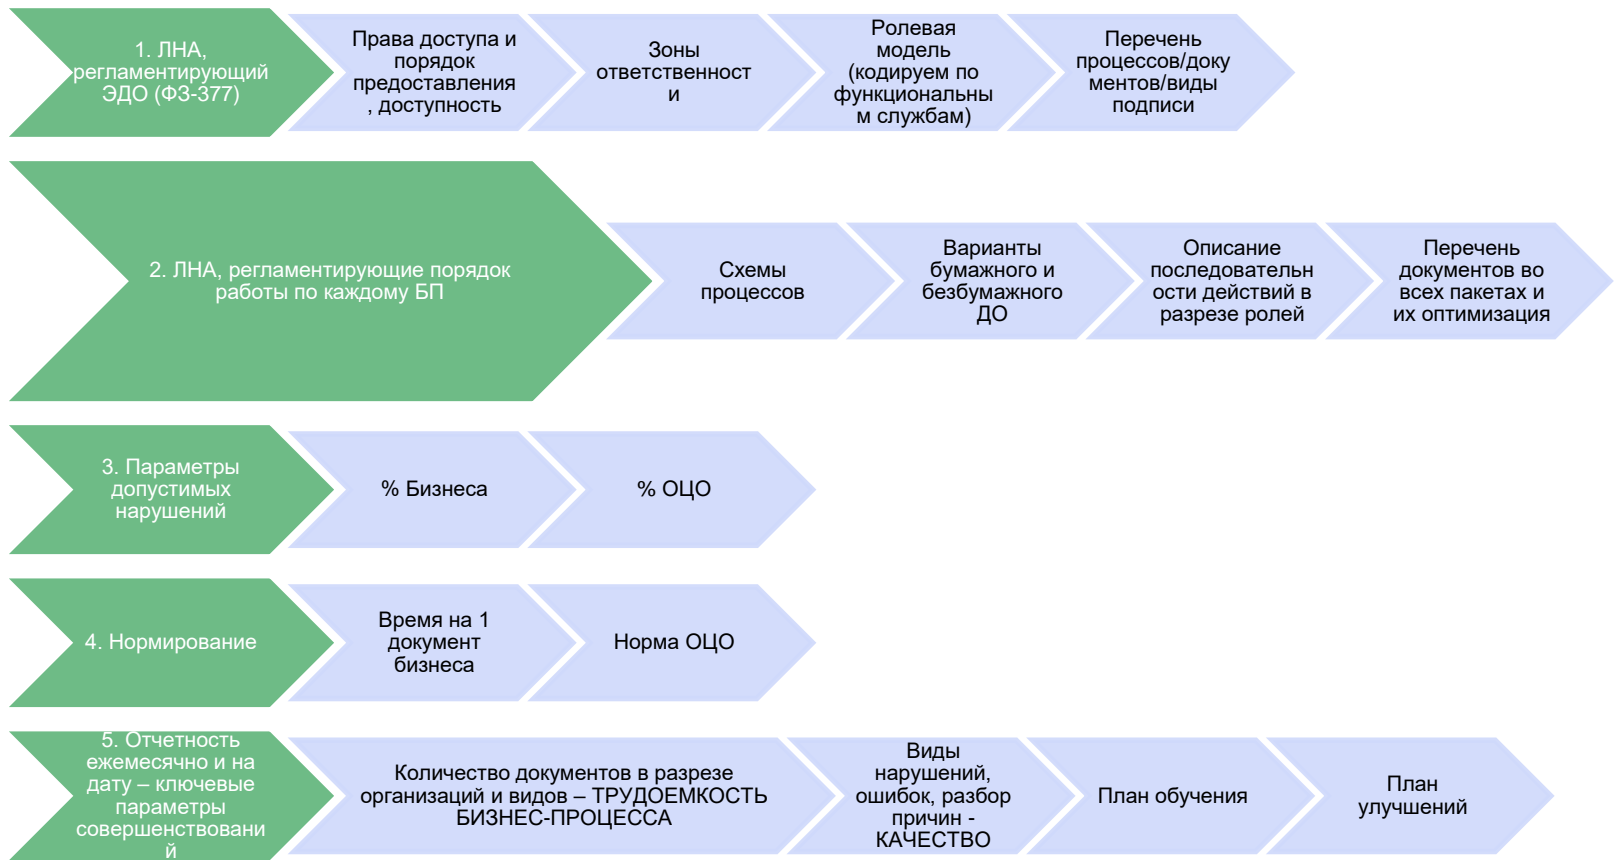 1. ЛНА,
регламентирующий
ЭДО (ФЗ-377)
Права доступа и
порядок
предоставления
, доступность
Зоны
ответственност
и
Ролевая
модель
(кодируем по
функциональны
м службам)
Перечень
процессов/доку
ментов/виды
подписи
2. ЛНА, регламентирующие порядок
работы по каждому БП
Схемы
процессов
Варианты
бумажного и
безбумажного
ДО
Описание
последовательн
ости действий в
разрезе ролей
Перечень
документов во
всех пакетах и
их оптимизация
3. Параметры
допустимых
нарушений
% Бизнеса
% ОЦО
4. Нормирование
Время на 1
документ
бизнеса
Норма ОЦО
5. Отчетность
ежемесячно и на
дату – ключевые
параметры
совершенствовани
й
Количество документов в разрезе
организаций и видов – ТРУДОЕМКОСТЬ
БИЗНЕС-ПРОЦЕССА
Виды
нарушений,
ошибок, разбор
причин -
КАЧЕСТВО
План обучения
План
улучшений